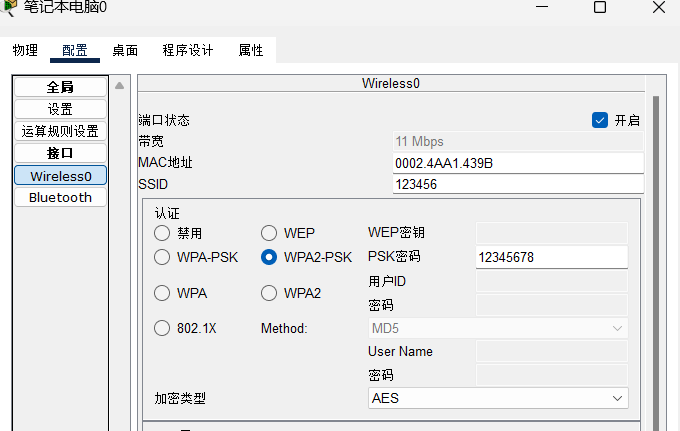 笔记本电脑0
物理 配置 桌面 程序设计 属性
全局
设置
运算规则设置
接口
Wireless0
Bluetooth
Wireless0
端口状态 开启
带宽 11 Mbps
MAC地址 0002.4AA1.439B
SSID 123456
认证
禁用 WEP WEP密钥
WPA-PSK WPA2-PSK PSK密码 12345678
用户ID
WPA WPA2 密码
802.1X Method: MD5
User Name
密码
加密类型 AES